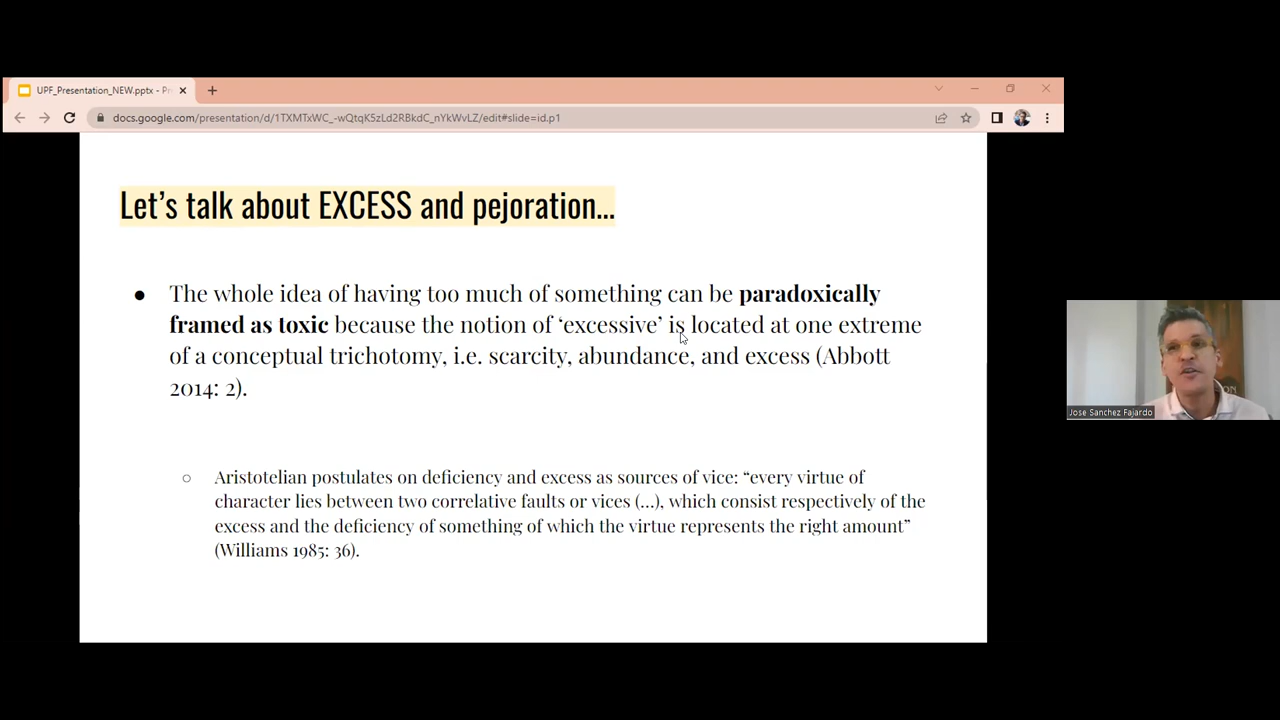 UPF_Presentation_NEW.pptx - Pr
docs.google.com/presentation/d/1TXMTxWC_-wQtqK5zLd2RBkdC_nYkWvLZ/edit#slide=id.p1
Let’s talk about EXCESS and pejoration...
● The whole idea of having too much of something can be paradoxically
framed as toxic because the notion of ‘excessive’ is located at one extreme
of a conceptual trichotomy, i.e. scarcity, abundance, and excess (Abbott
2014: 2).
○ Aristotelian postulates on deficiency and excess as sources of vice: “every virtue of
character lies between two correlative faults or vices (...), which consist respectively of the
excess and the deficiency of something of which the virtue represents the right amount”
(Williams 1985: 36).
Jose Sanchez Fajardo